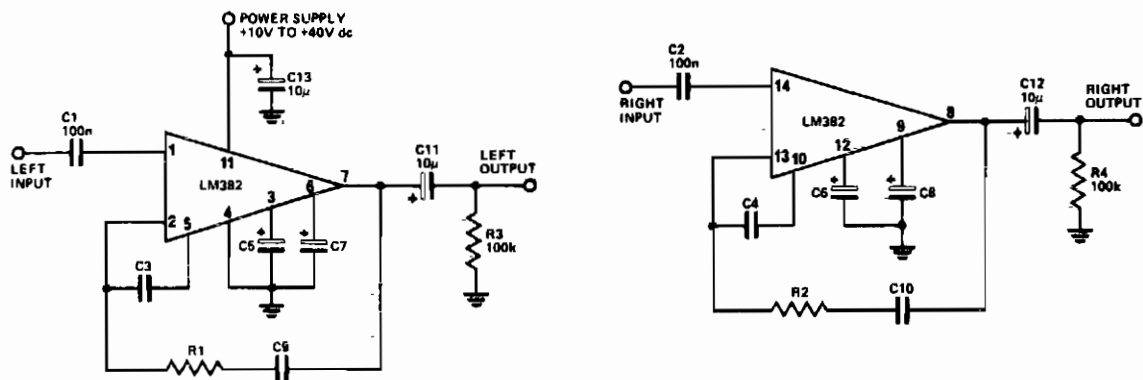 POWER SUPPLY
+10V TO +40V dc
+
C13
10μ
C1
100n
LEFT
INPUT
1
11
LM382
7
6
3
4
2
5
C11
10μ
+
LEFT
OUTPUT
R3
100k
+
C5
+
C7
C3
R1
C9
C2
100n
RIGHT
INPUT
14
LM382
8
9
12
10
13
C12
10μ
+
RIGHT
OUTPUT
R4
100k
+
C6
+
C8
C4
R2
C10